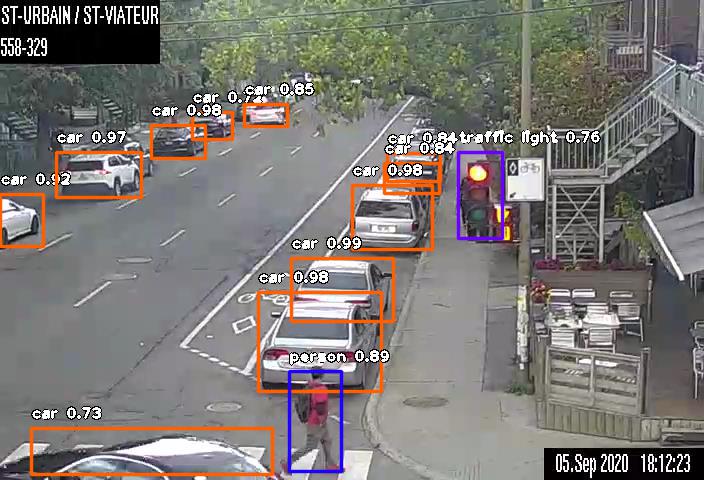 ST-URBAIN / ST-VIATEUR
558-329
car 0.85
car 0.98
car 0.97
car 0.84
traffic light 0.76
car 0.84
car 0.98
car 0.92
car 0.99
car 0.98
person 0.89
car 0.73
05.Sep 2020 18:12:23